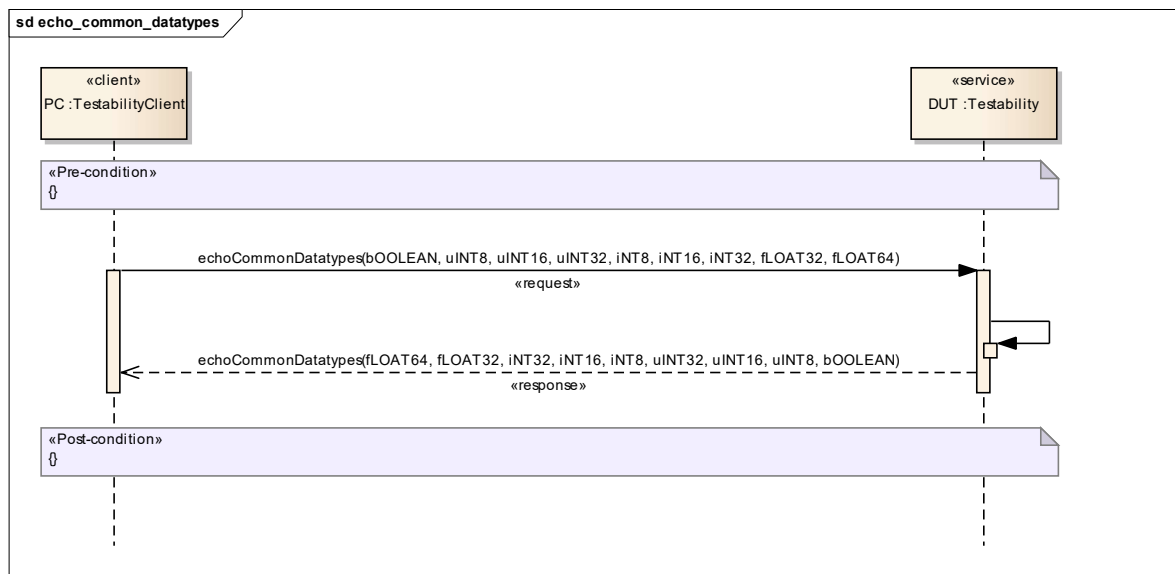 sd echo_common_datatypes
«client»
PC :TestabilityClient
«service»
DUT :Testability
«Pre-condition»
{}
echoCommonDatatypes(bOOLEAN, uINT8, uINT16, uINT32, iNT8, iNT16, iNT32, fLOAT32, fLOAT64)
«request»
echoCommonDatatypes(fLOAT64, fLOAT32, iNT32, iNT16, iNT8, uINT32, uINT16, uINT8, bOOLEAN)
«response»
«Post-condition»
{}